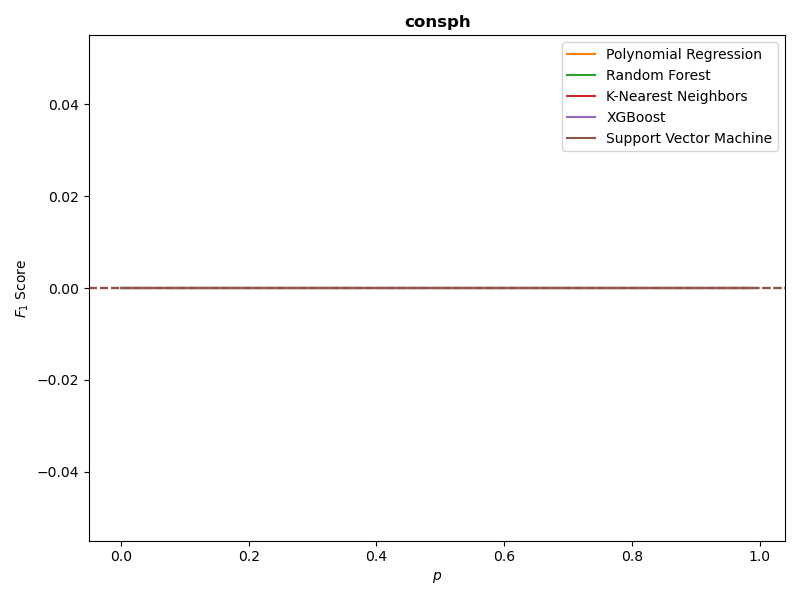 consph
Polynomial Regression
Random Forest
K-Nearest Neighbors
XGBoost
Support Vector Machine
0.04
0.02
0.00
−0.02
−0.04
F₁ Score
0.0 0.2 0.4 0.6 0.8 1.0
p